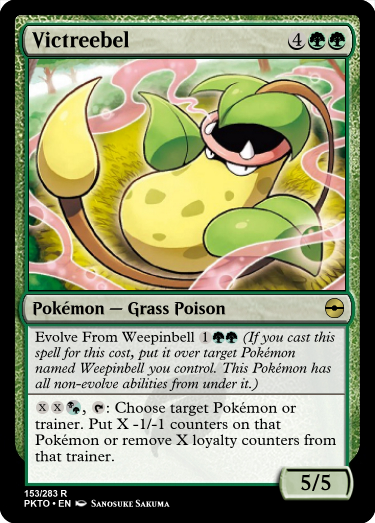 Victreebel 4
Pokémon — Grass Poison
Evolve From Weepinbell 1 (If you cast this
spell for this cost, put it over target Pokémon
named Weepinbell you control. This Pokémon has
all non-evolve abilities from under it.)
X X , : Choose target Pokémon or
trainer. Put X -1/-1 counters on that
Pokémon or remove X loyalty counters from
that trainer.
5/5
153/283 R
PKTO • EN Sanosuke Sakuma